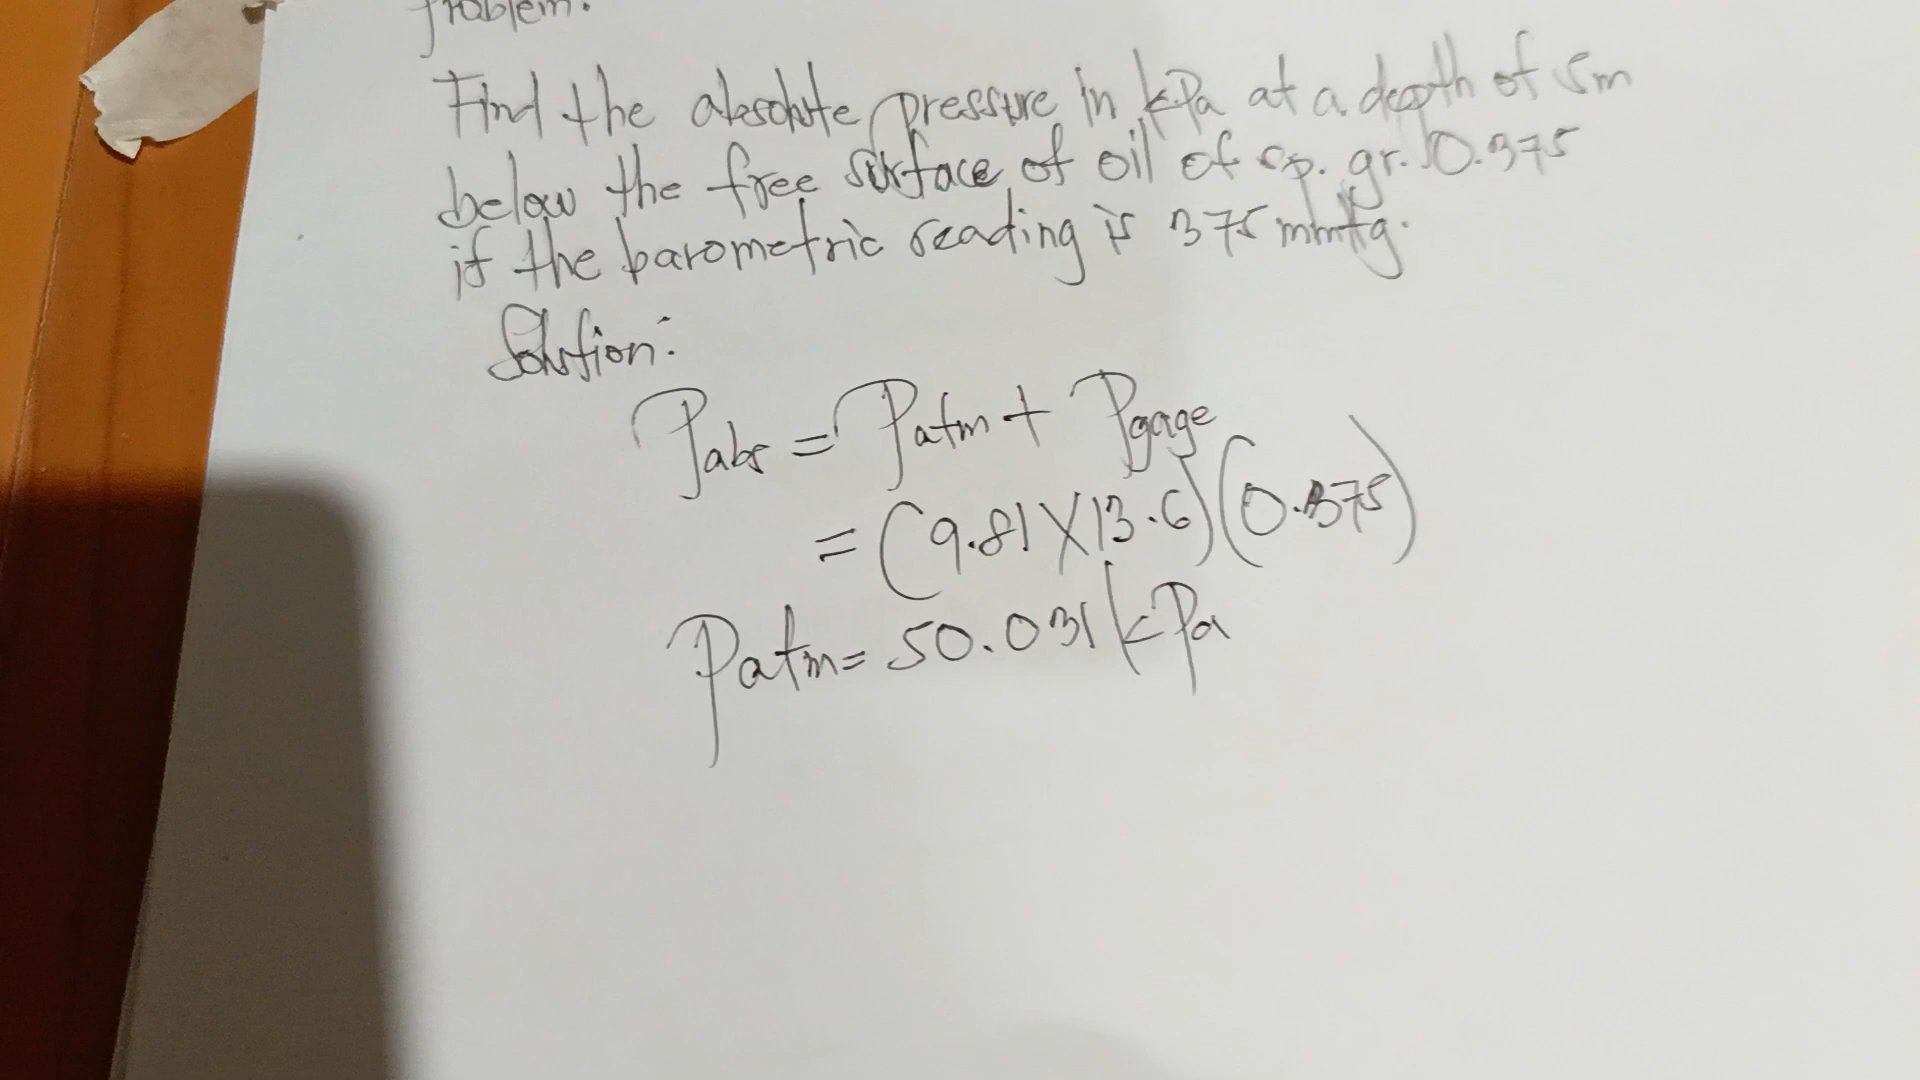 Problem:
Find the absolute pressure in kPa at a depth of 5m
below the free surface of oil of sp. gr. 0.375
if the barometric reading is 375 mmHg.
Solution:
Pabs = Patm + Pgage
= (9.81 X 13.6)(0.375)
Patm = 50.031 kPa